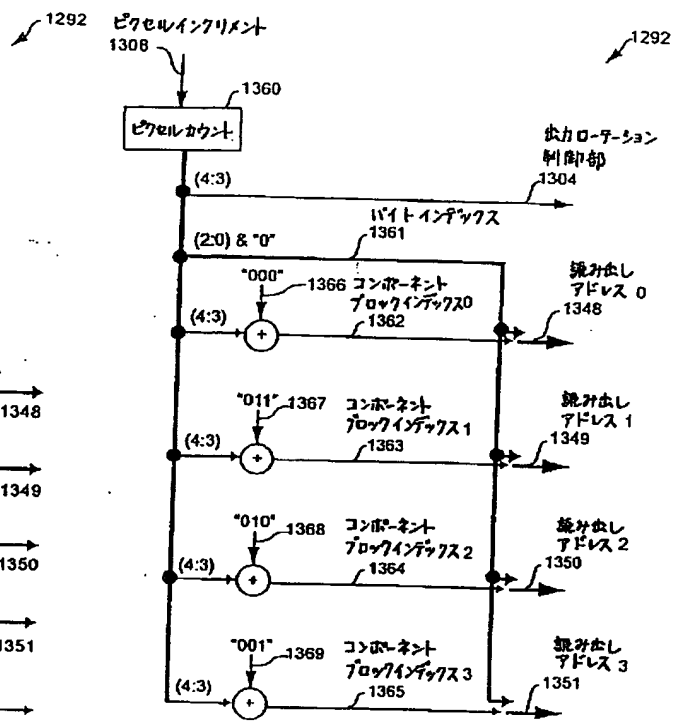 1292
ピクセルインクリメント
1308
1292
1360
ピクセルカウント
出力ローテーション
制御部
1304
(4:3)
バイトインデックス
1361
(2:0) & "0"
"000"
1366
コンポーネント
ブロックインデックス0
1362
読み出し
アドレス 0
1348
(4:3)
+
1348
"011"
1367
コンポーネント
ブロックインデックス1
1363
読み出し
アドレス 1
1349
(4:3)
+
1349
"010"
1368
コンポーネント
ブロックインデックス2
1364
読み出し
アドレス 2
1350
(4:3)
+
1350
"001"
1369
コンポーネント
ブロックインデックス3
1365
読み出し
アドレス 3
1351
(4:3)
+
1351